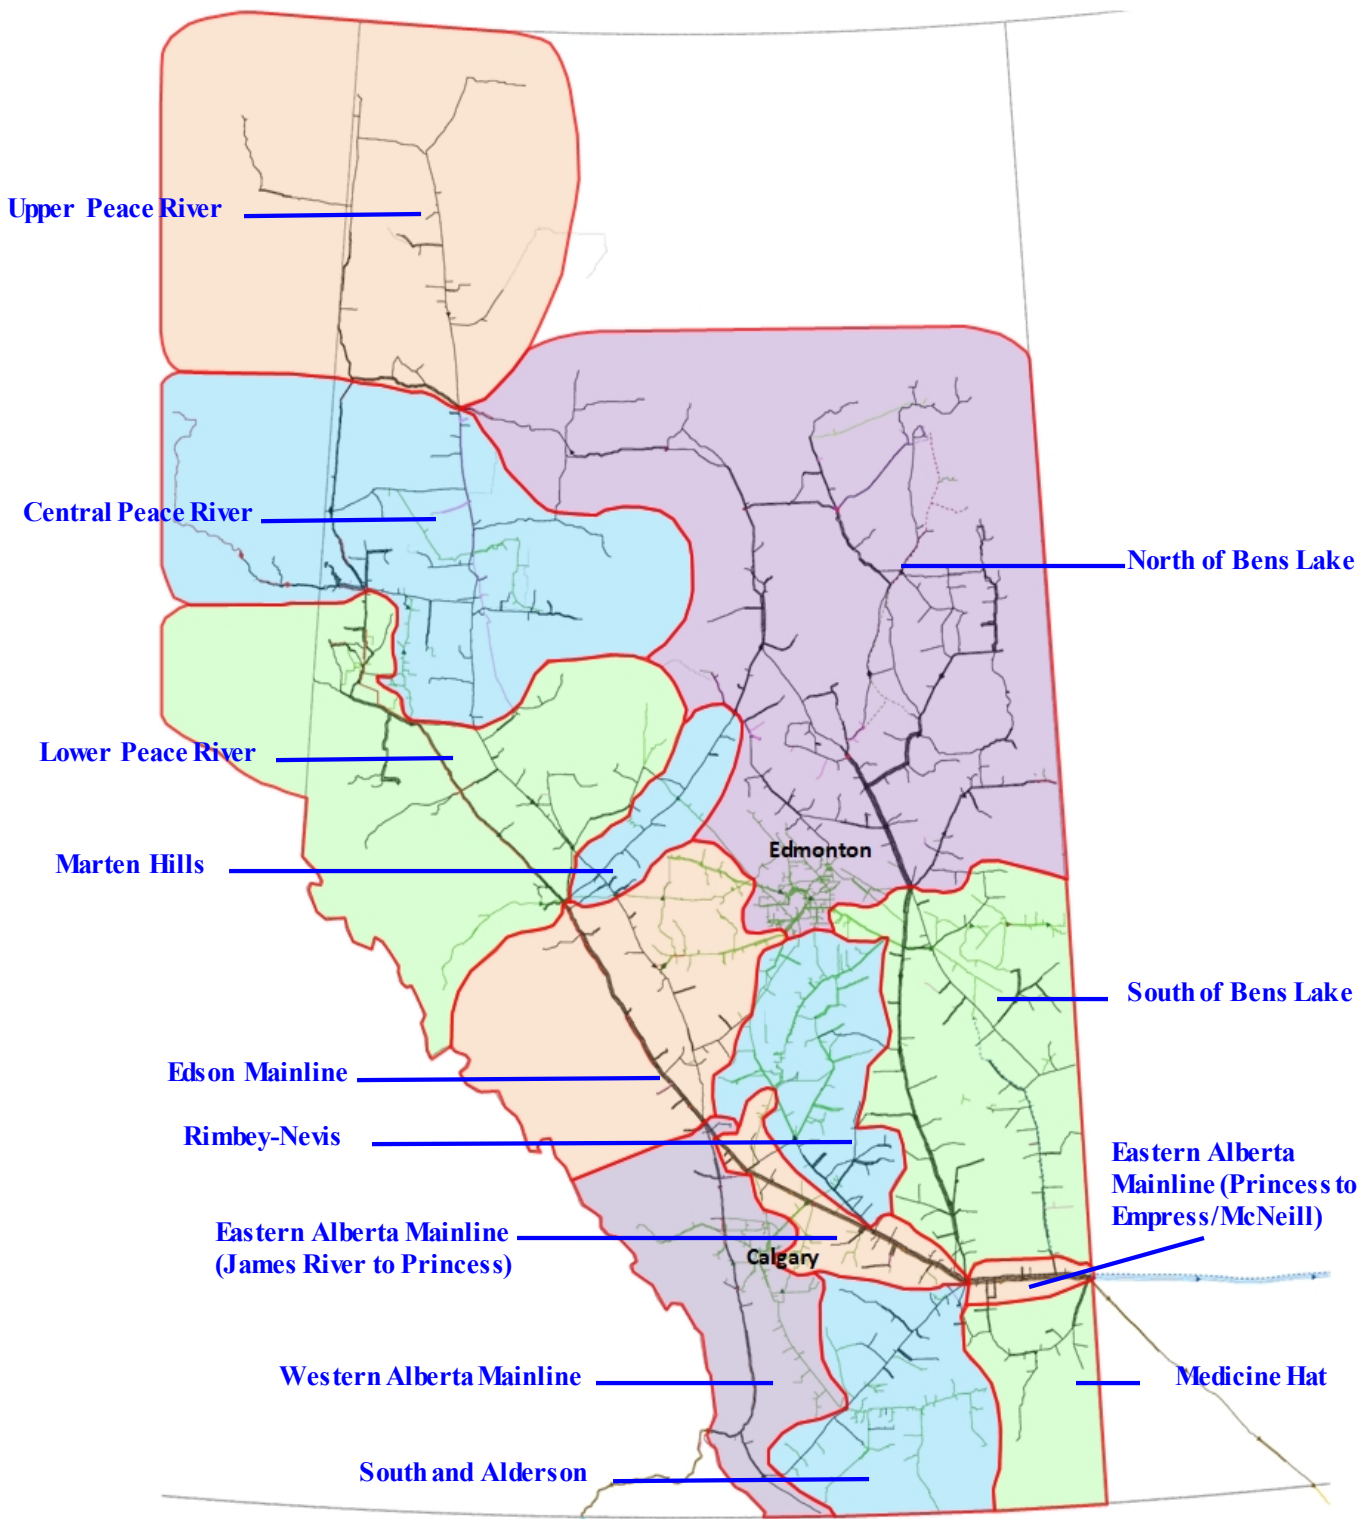 Upper Peace River
Central Peace River
North of Bens Lake
Lower Peace River
Edmonton
Marten Hills
South of Bens Lake
Edson Mainline
Rimbey-Nevis
Eastern Alberta
Mainline (Princess to
Empress/McNeill)
Eastern Alberta Mainline
(James River to Princess)
Calgary
Western Alberta Mainline
Medicine Hat
South and Alderson